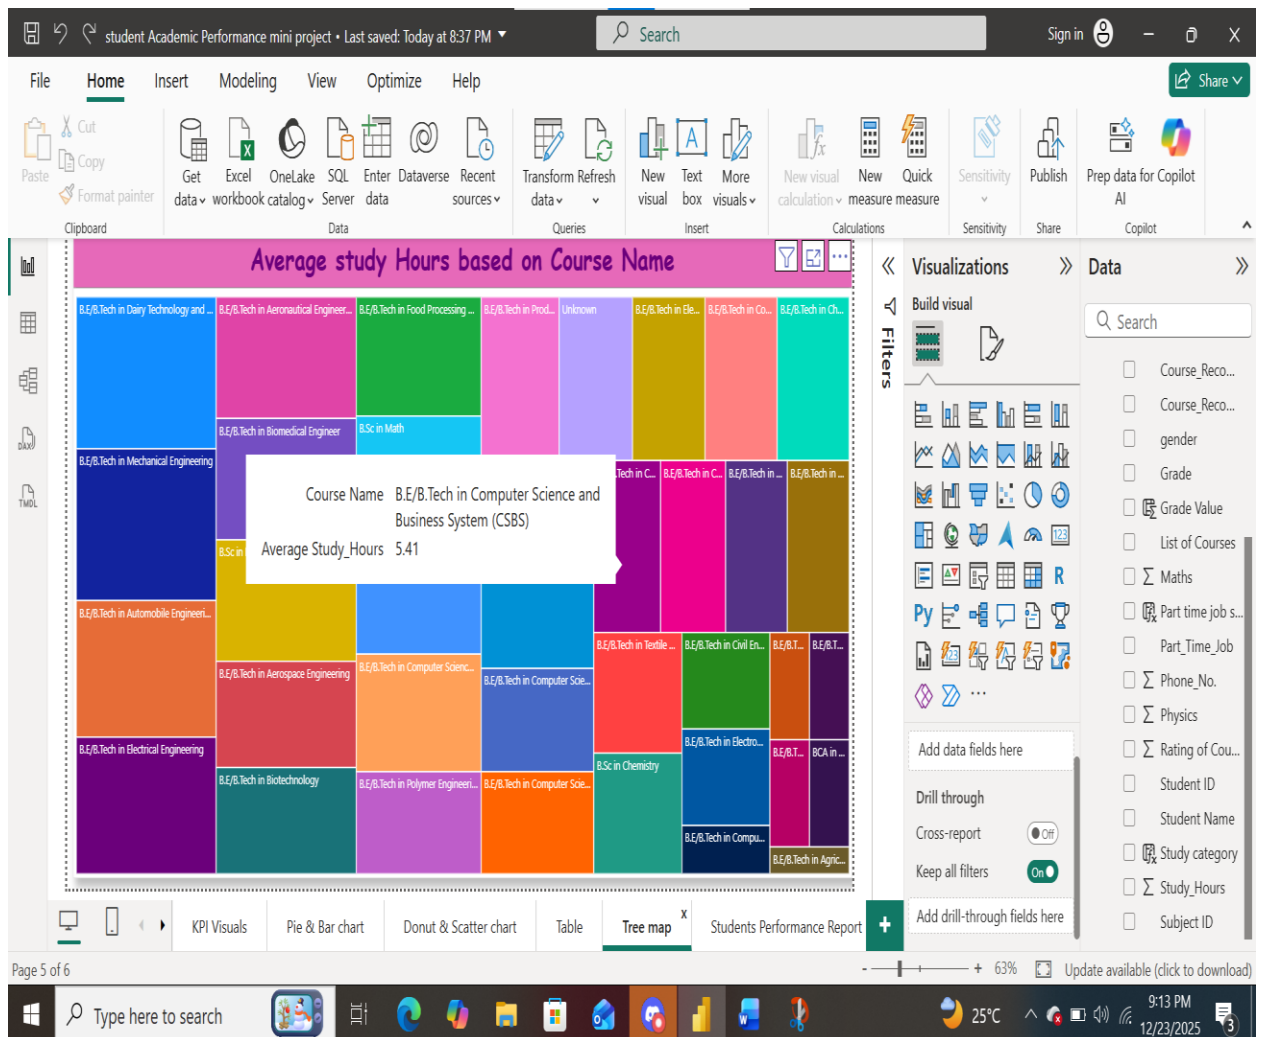 student Academic Performance mini project • Last saved: Today at 8:37 PM
Search
Sign in
File
Home
Insert
Modeling
View
Optimize
Help
Share
Paste
Cut
Copy
Format painter
Clipboard
Get data
Excel workbook
OneLake catalog
SQL Server
Enter data
Dataverse
Recent sources
Data
Transform data
Refresh
Queries
New visual
Text box
More visuals
Insert
New visual calculation
New measure
Quick measure
Calculations
Sensitivity
Sensitivity
Publish
Share
Prep data for AI
Copilot
Copilot
DAX
TMDL
Average study Hours based on Course Name
B.E/B.Tech in Dairy Technology and ...
B.E/B.Tech in Aeronautical Engineer...
B.E/B.Tech in Food Processing ...
B.E/B.Tech in Prod...
Unknown
B.E/B.Tech in Ele...
B.E/B.Tech in Co...
B.E/B.Tech in Ch...
B.E/B.Tech in Biomedical Engineer
B.Sc in Math
B.E/B.Tech in Mechanical Engineering
.Tech in C...
B.E/B.Tech in C...
B.E/B.Tech in ...
B.E/B.Tech in ...
Course Name B.E/B.Tech in Computer Science and
Business System (CSBS)
Average Study_Hours 5.41
B.Sc in
B.E/B.Tech in Automobile Engineeri...
B.E/B.Tech in Aerospace Engineering
B.E/B.Tech in Computer Scienc...
B.E/B.Tech in Computer Scie...
B.E/B.Tech in Textile ...
B.E/B.Tech in Civil En...
B.E/B.T...
B.E/B.T...
B.E/B.Tech in Electrical Engineering
B.E/B.Tech in Biotechnology
B.E/B.Tech in Polymer Engineeri...
B.E/B.Tech in Computer Scie...
B.Sc in Chemistry
B.E/B.Tech in Electro...
B.E/B.T...
BCA in ...
B.E/B.Tech in Compu...
B.E/B.Tech in Agric...
Filters
Visualizations
Build visual
123
R
Py
Add data fields here
Drill through
Cross-report
Off
Keep all filters
On
Add drill-through fields here
Data
Search
Course_Reco...
Course_Reco...
gender
Grade
Grade Value
List of Courses
Maths
Part time job s...
Part_Time_Job
Phone_No.
Physics
Rating of Cou...
Student ID
Student Name
Study category
Study_Hours
Subject ID
KPI Visuals
Pie & Bar chart
Donut & Scatter chart
Table
Tree map
x
Students Performance Report
Page 5 of 6
63%
Update available (click to download)
Type here to search
25°C
9:13 PM
12/23/2025
3